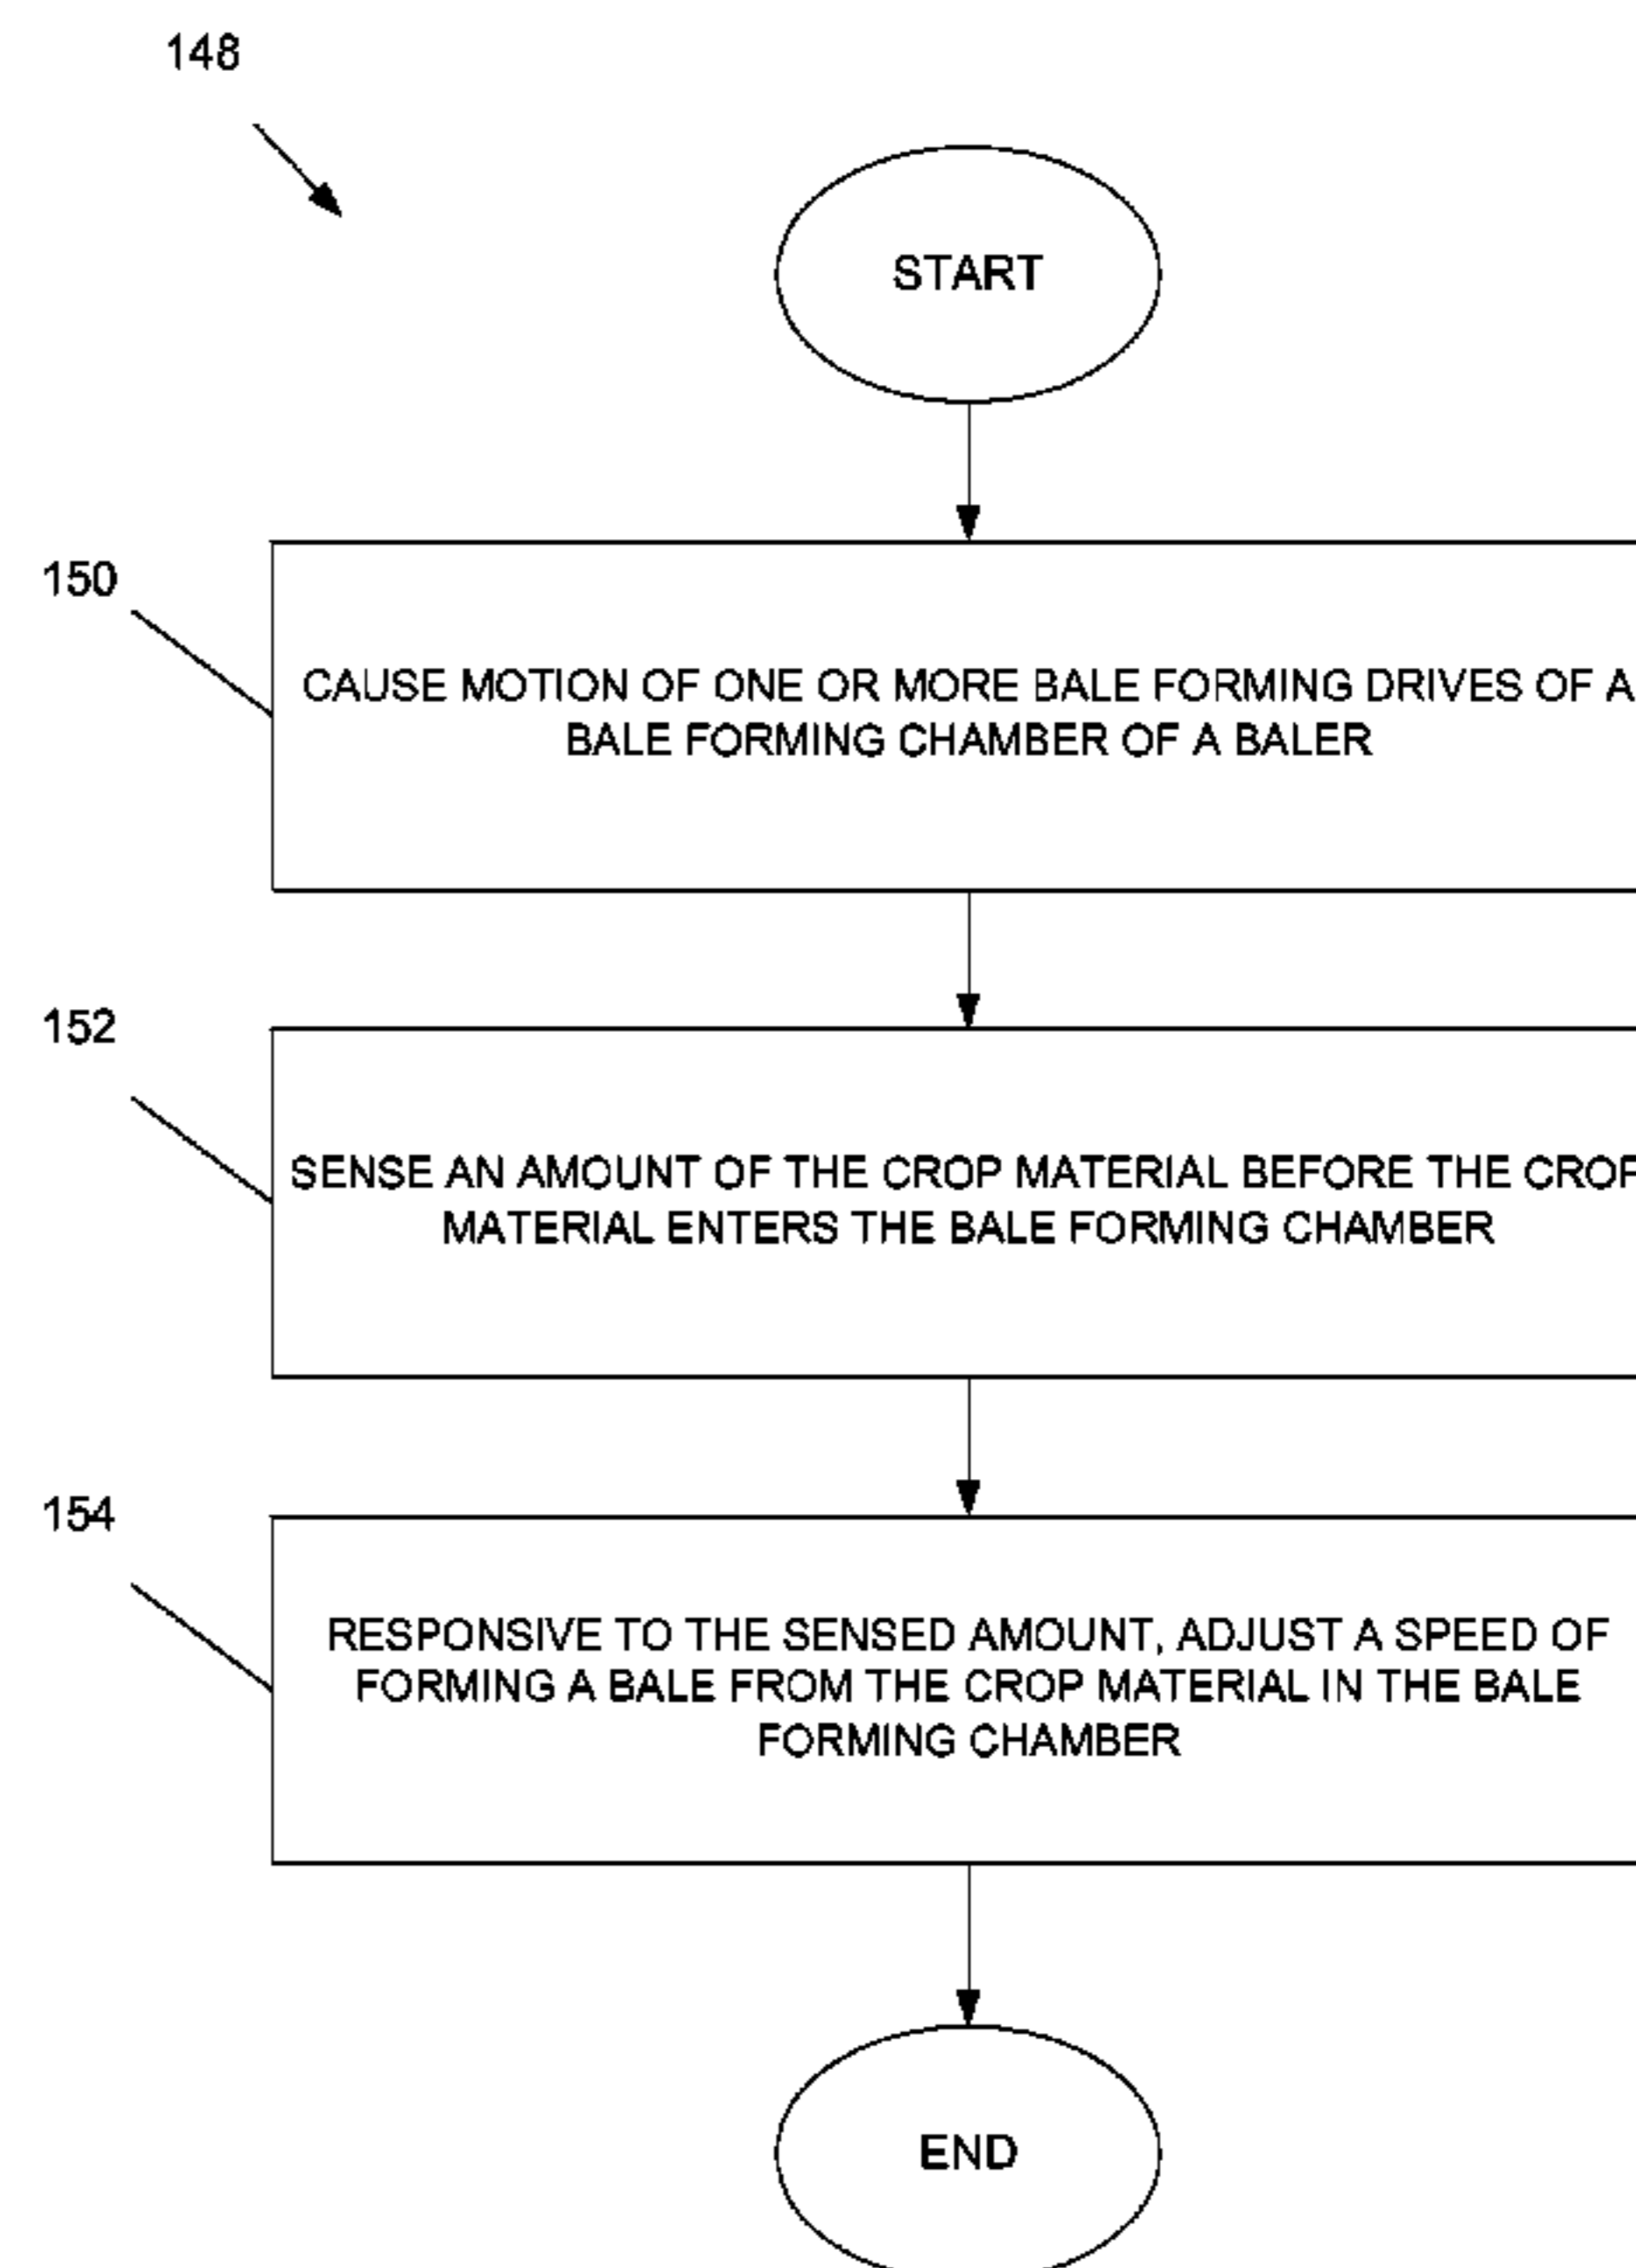 148
START
150
CAUSE MOTION OF ONE OR MORE BALE FORMING DRIVES OF A
BALE FORMING CHAMBER OF A BALER
152
SENSE AN AMOUNT OF THE CROP MATERIAL BEFORE THE CROP
MATERIAL ENTERS THE BALE FORMING CHAMBER
154
RESPONSIVE TO THE SENSED AMOUNT, ADJUST A SPEED OF
FORMING A BALE FROM THE CROP MATERIAL IN THE BALE
FORMING CHAMBER
END